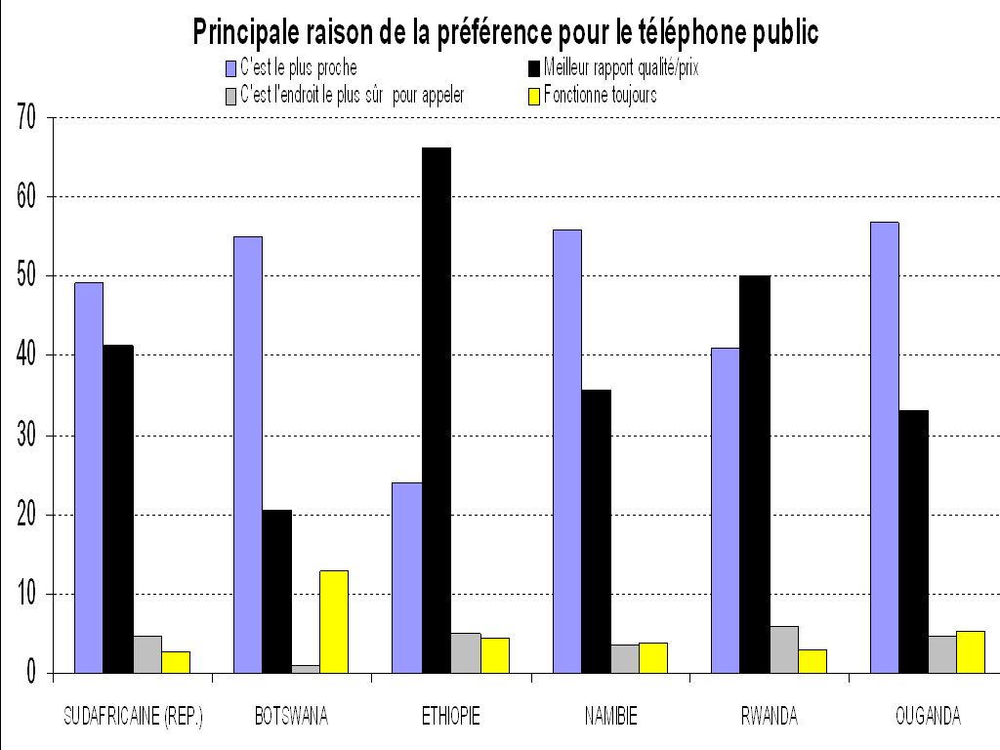 Principale raison de la préférence pour le téléphone public
C'est le plus proche
Meilleur rapport qualité/prix
C'est l'endroit le plus sûr pour appeler
Fonctionne toujours
70
60
50
40
30
20
10
0
SUDAFRICAINE (REP.) BOTSWANA ETHIOPIE NAMIBIE RWANDA OUGANDA